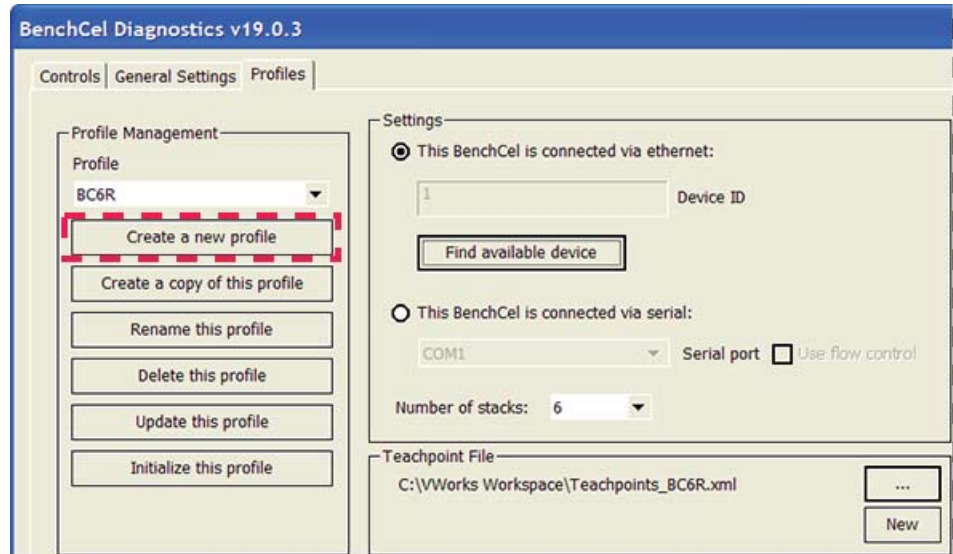 BenchCel Diagnostics v19.0.3
Controls General Settings Profiles
Profile Management
Profile
BC6R
Create a new profile
Create a copy of this profile
Rename this profile
Delete this profile
Update this profile
Initialize this profile
Settings
This BenchCel is connected via ethernet:
1 Device ID
Find available device
This BenchCel is connected via serial:
COM1 Serial port Use flow control
Number of stacks: 6
Teachpoint File
C:\VWorks Workspace\Teachpoints_BC6R.xml
...
New